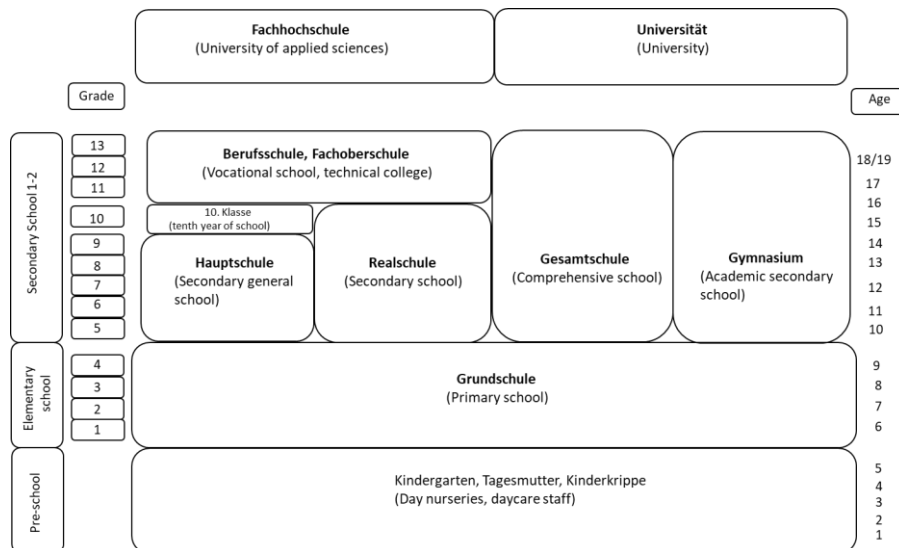 Fachhochschule
(University of applied sciences)
Universität
(University)
Grade
Age
Secondary School 1-2
13
12
11
10
9
8
7
6
5
Berufsschule, Fachoberschule
(Vocational school, technical college)
10. Klasse
(tenth year of school)
Hauptschule
(Secondary general
school)
Realschule
(Secondary school)
Gesamtschule
(Comprehensive school)
Gymnasium
(Academic secondary
school)
18/19
17
16
15
14
13
12
11
10
Elementary
school
4
3
2
1
Grundschule
(Primary school)
9
8
7
6
Pre-school
Kindergarten, Tagesmutter, Kinderkrippe
(Day nurseries, daycare staff)
5
4
3
2
1